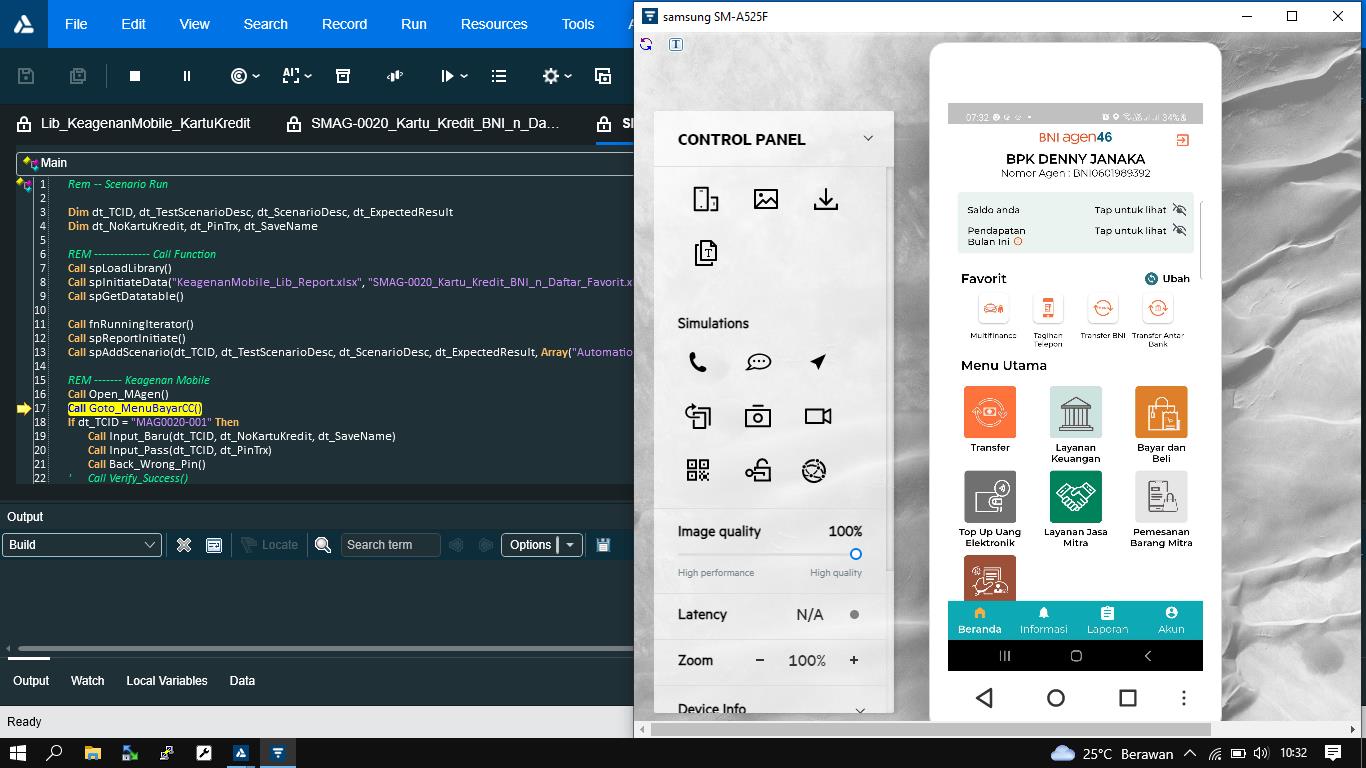 File Edit View Search Record Run Resources Tools
samsung SM-A525F
Lib_KeagenanMobile_KartuKredit
SMAG-0020_Kartu_Kredit_BNI_n_Da...
Main
1 Rem -- Scenario Run
2
3 Dim dt_TCID, dt_TestScenarioDesc, dt_ScenarioDesc, dt_ExpectedResult
4 Dim dt_NoKartuKredit, dt_PinTrx, dt_SaveName
5
6 REM -------------- Call Function
7 Call spLoadLibrary()
8 Call spInitiateData("KeagenanMobile_Lib_Report.xlsx", "SMAG-0020_Kartu_Kredit_BNI_n_Daftar_Favorit.x
9 Call spGetDatatable()
10
11 Call fnRunningIterator()
12 Call spReportInitiate()
13 Call spAddScenario(dt_TCID, dt_TestScenarioDesc, dt_ScenarioDesc, dt_ExpectedResult, Array("Automatio
14
15 REM ------- Keagenan Mobile
16 Call Open_MAgen()
17 Call Goto_MenuBayarCC()
18 If dt_TCID = "MAG0020-001" Then
19 Call Input_Baru(dt_TCID, dt_NoKartuKredit, dt_SaveName)
20 Call Input_Pass(dt_TCID, dt_PinTrx)
21 Call Back_Wrong_Pin()
22 ' Call Verify_Success()
Output
Build
Locate
Search term
Options
Output Watch Local Variables Data
Ready
CONTROL PANEL
Simulations
Image quality 100%
High performance High quality
Latency N/A
Zoom - 100% +
Device Info
07:32
34%
BNI agen46
BPK DENNY JANAKA
Nomor Agen : BNI0601989392
Saldo anda Tap untuk lihat
Pendapatan Tap untuk lihat
Bulan Ini
Favorit Ubah
Multifinance
Tagihan
Telepon
Transfer BNI
Transfer Antar
Bank
Menu Utama
Transfer
Layanan
Keuangan
Bayar dan
Beli
Top Up Uang
Elektronik
Layanan Jasa
Mitra
Pemesanan
Barang Mitra
Beranda Informasi Laporan Akun
25°C Berawan
10:32